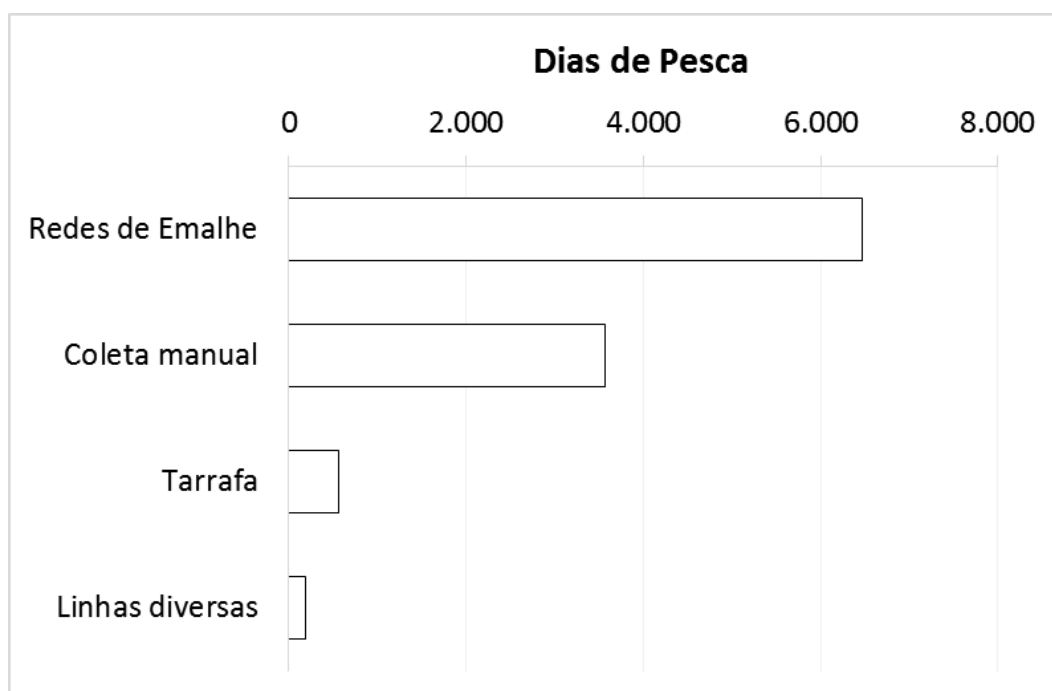 Dias de Pesca
0 2.000 4.000 6.000 8.000
Redes de Emalhe
Coleta manual
Tarrafa
Linhas diversas